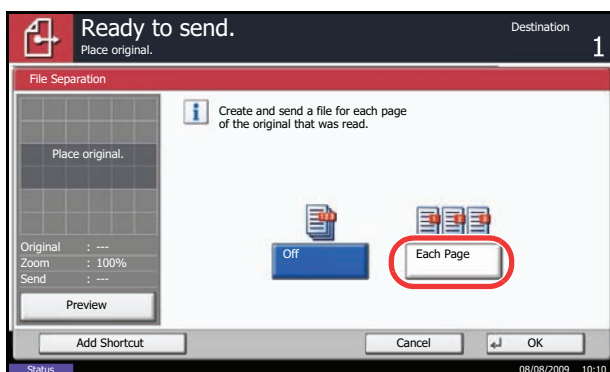 Ready to send.
Destination
Place original.
1
File Separation
Create and send a file for each page
of the original that was read.
Place original.
Off
Each Page
Original : ---
Zoom : 100%
Send : ---
Preview
Add Shortcut
Cancel
OK
Status
08/08/2009 10:10